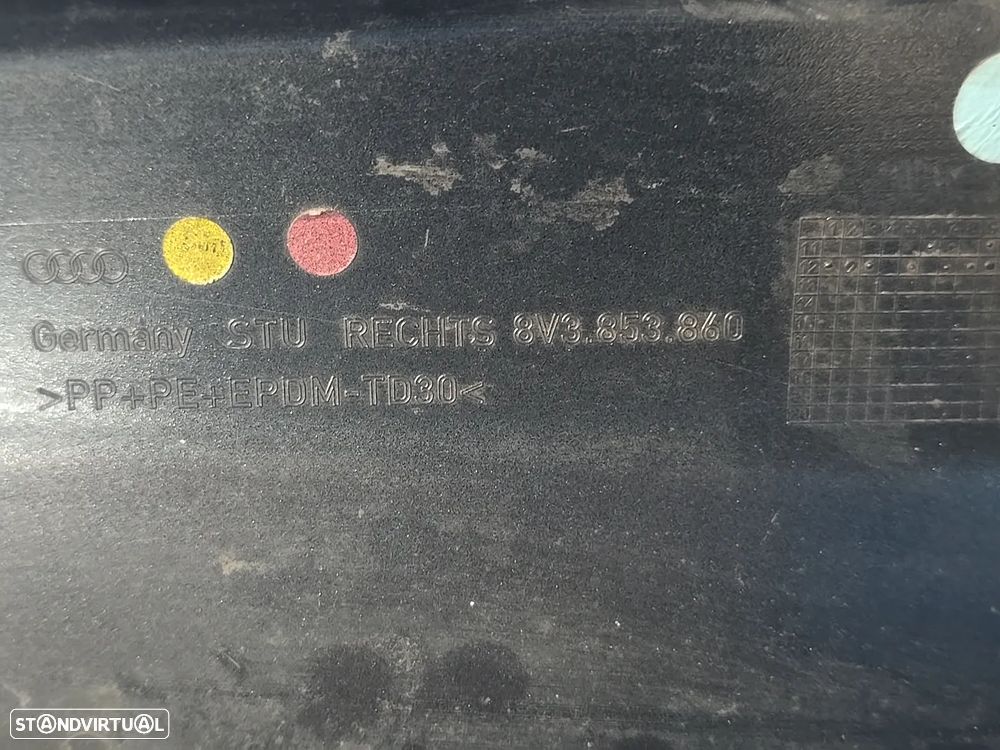 Germany STU RECHTS 8V3.853.860
>PP+PE+EPDM-TD30<
STANDVIRTUAL